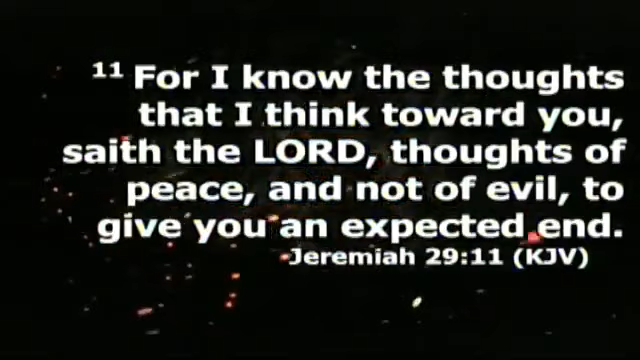 11 For I know the thoughts
that I think toward you,
saith the LORD, thoughts of
peace, and not of evil, to
give you an expected end.
Jeremiah 29:11 (KJV)